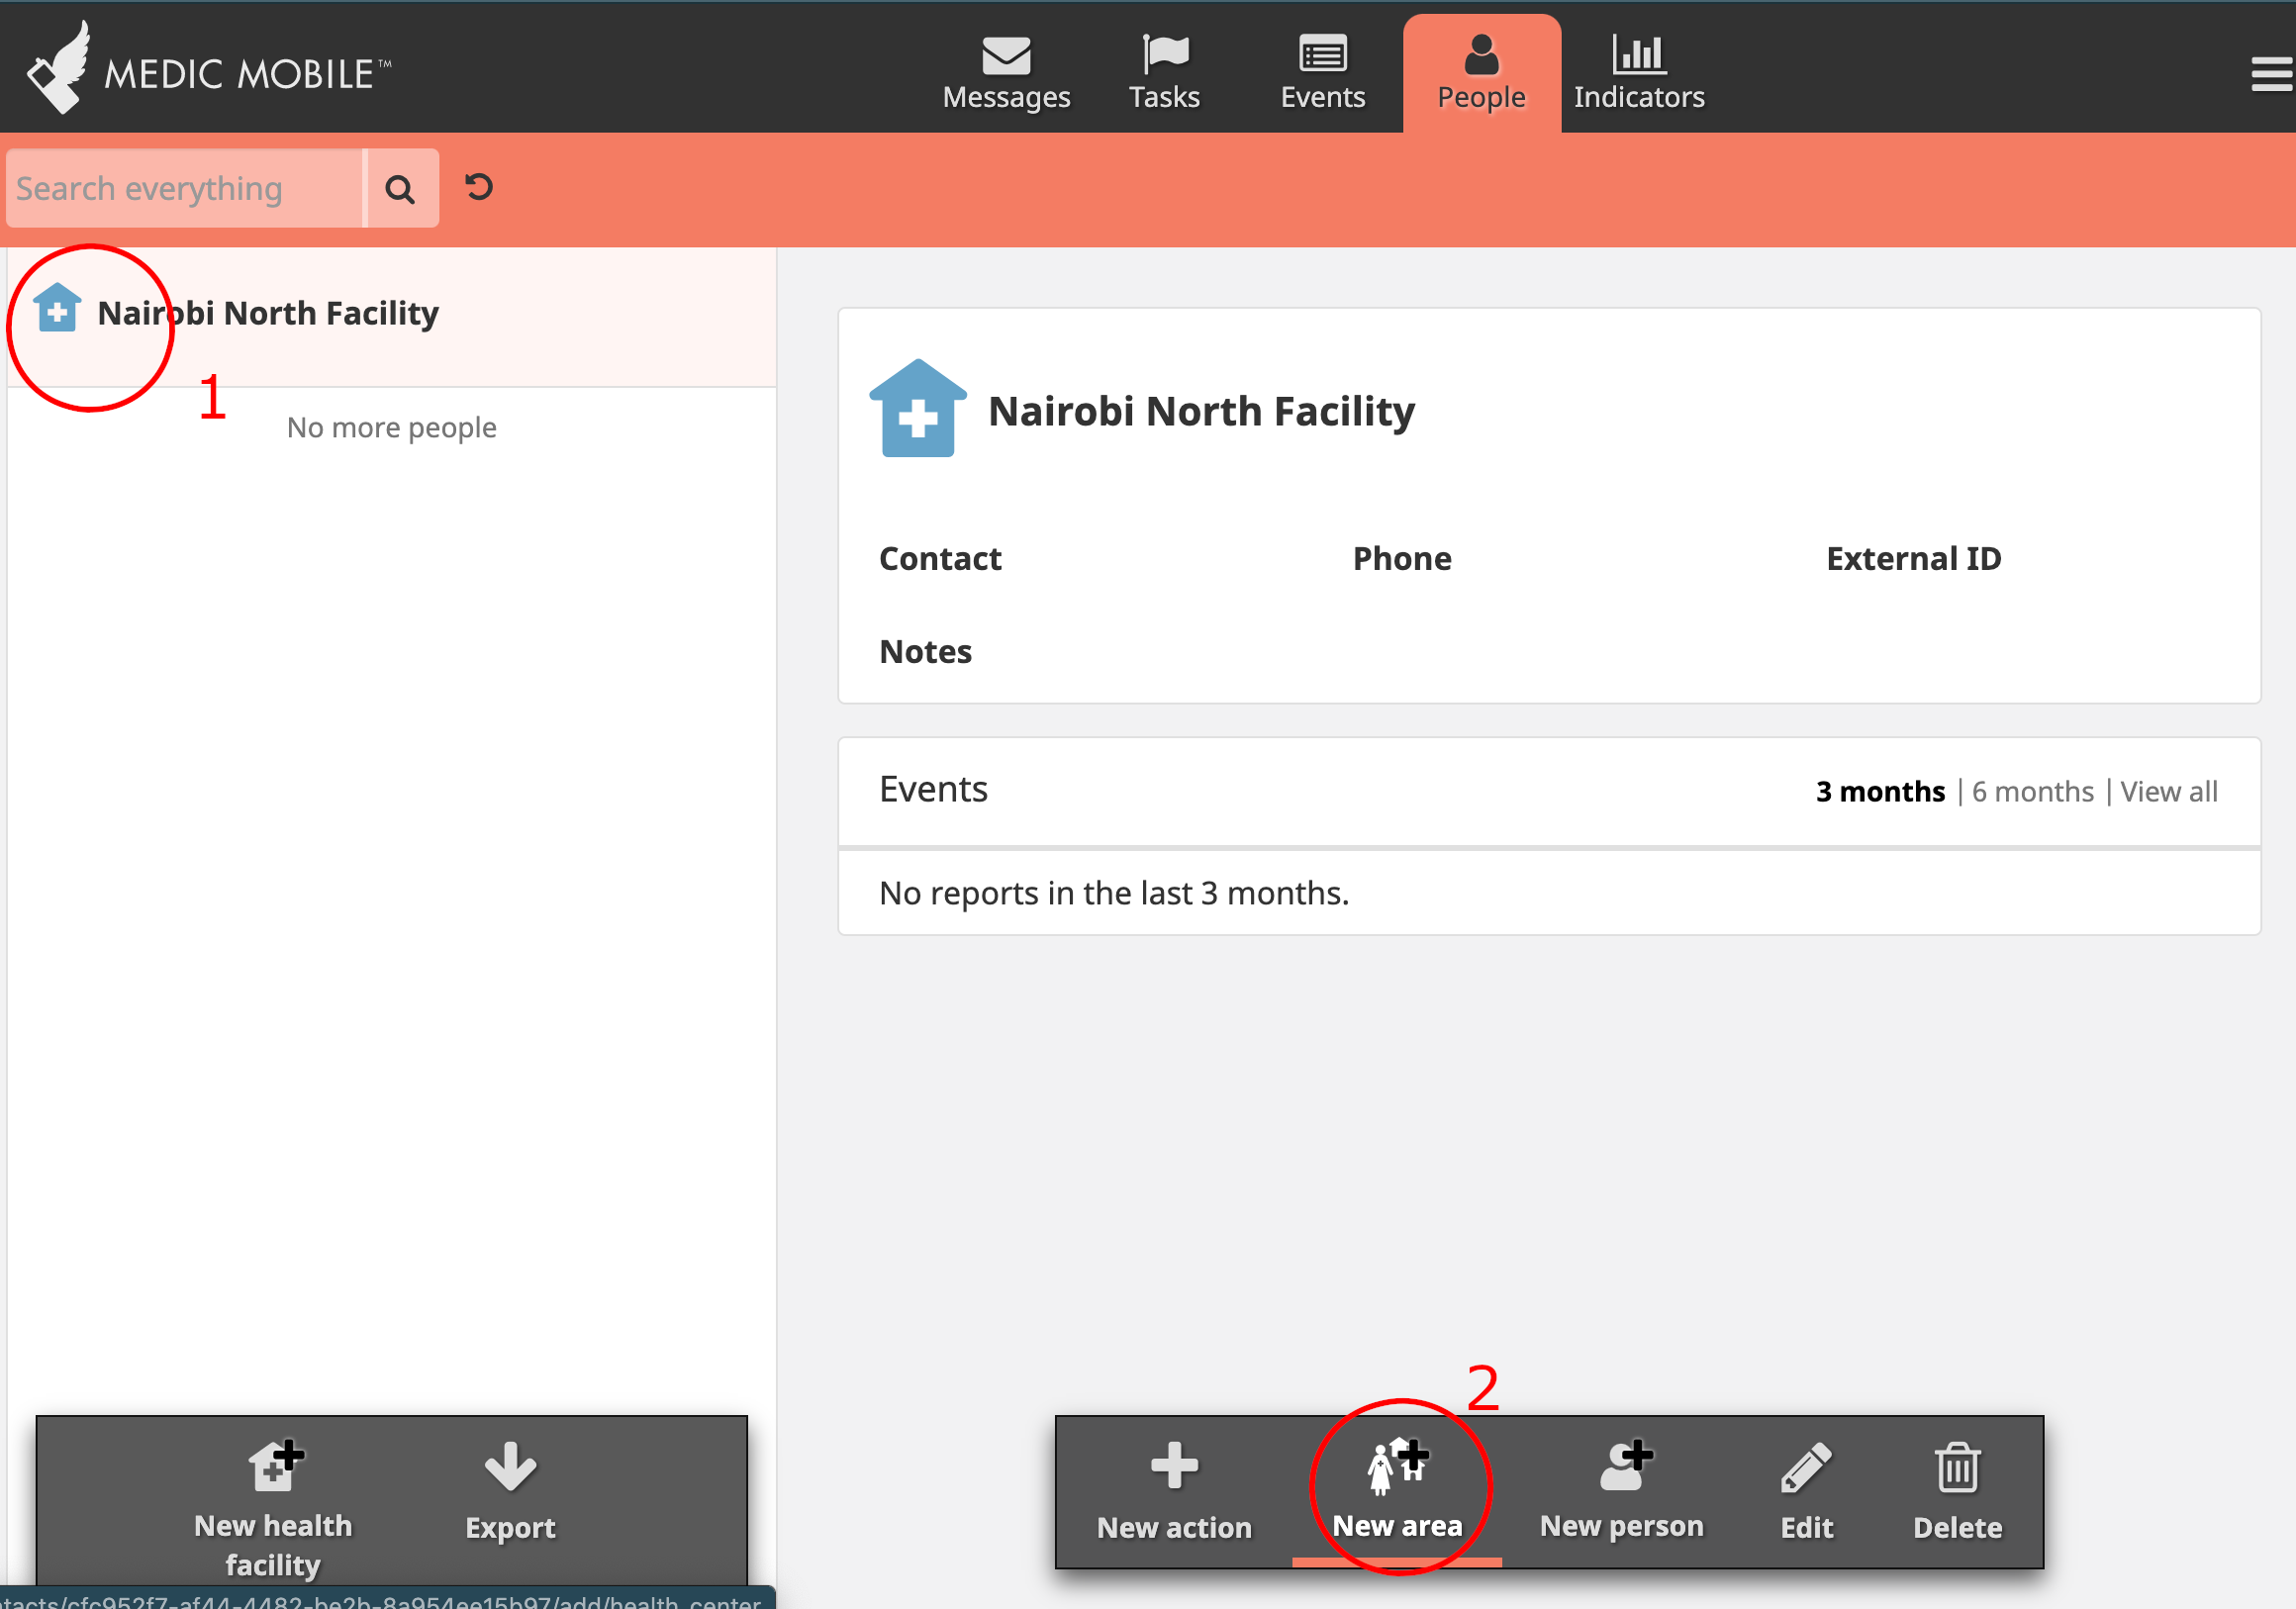 MEDIC MOBILE™
Messages
Tasks
Events
People
Indicators
Search everything
Nairobi North Facility
1
No more people
Nairobi North Facility
Contact
Phone
External ID
Notes
Events
3 months | 6 months | View all
No reports in the last 3 months.
2
New health
facility
Export
New action
New area
New person
Edit
Delete
ntacts/cfc952f7-af44-4482-be2b-8a954ee15b97/add/health_center